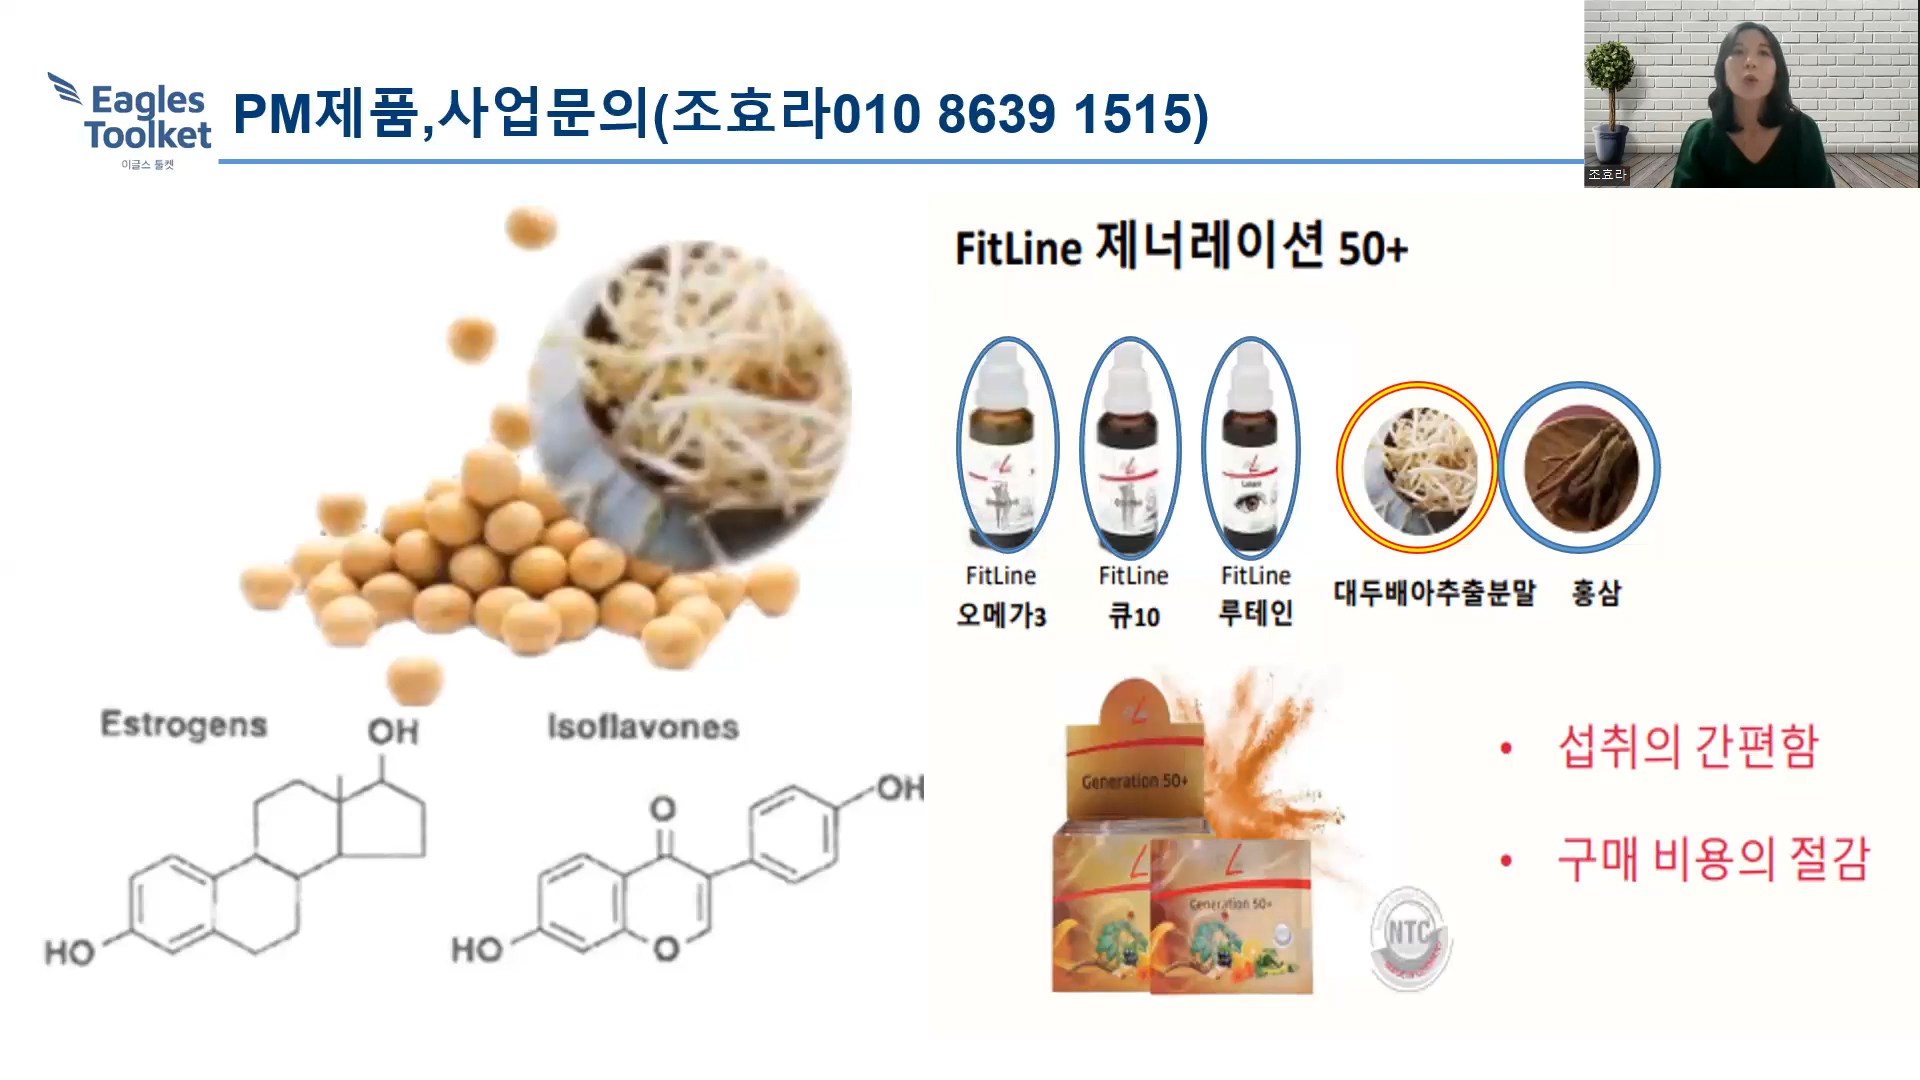 Eagles
Toolket
이글스 툴켓
PM제품,사업문의(조효라010 8639 1515)
조효라
FitLine 제너레이션 50+
FitLine
오메가3
FitLine
큐10
FitLine
루테인
대두배아추출분말
홍삼
Estrogens
OH
HO
Isoflavones
O
OH
HO
O
Generation 50+
Generation 50+
NTC
• 섭취의 간편함
• 구매 비용의 절감